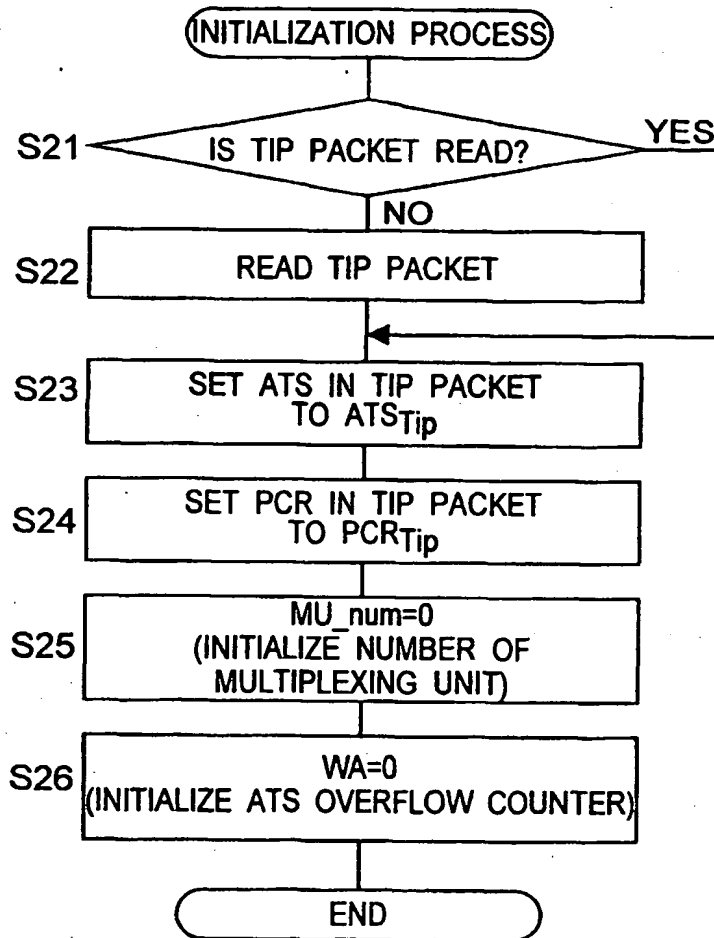 INITIALIZATION PROCESS
S21
IS TIP PACKET READ?
YES
NO
S22
READ TIP PACKET
S23
SET ATS IN TIP PACKET
TO ATSTip
S24
SET PCR IN TIP PACKET
TO PCRTip
S25
MU_num=0
(INITIALIZE NUMBER OF
MULTIPLEXING UNIT)
S26
WA=0
(INITIALIZE ATS OVERFLOW COUNTER)
END